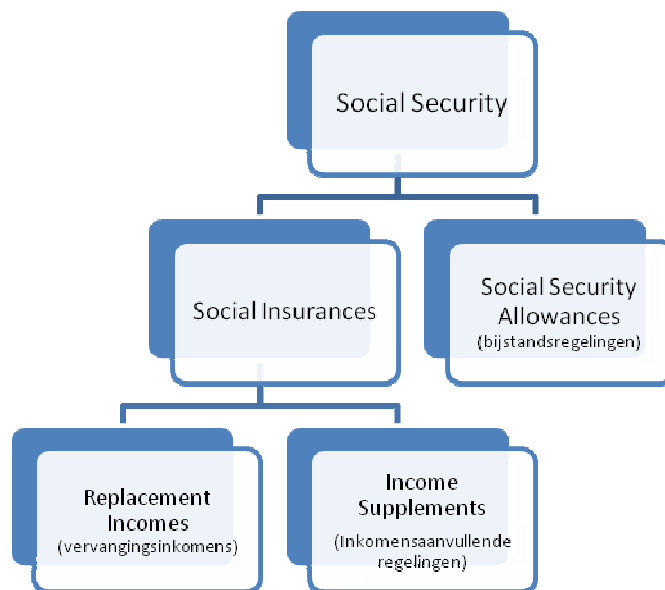 Social Security
Social Insurances
Social Security
Allowances
(bijstandsregelingen)
Replacement
Incomes
(vervangingsinkomens)
Income
Supplements
(Inkomensaanvullende
regelingen)